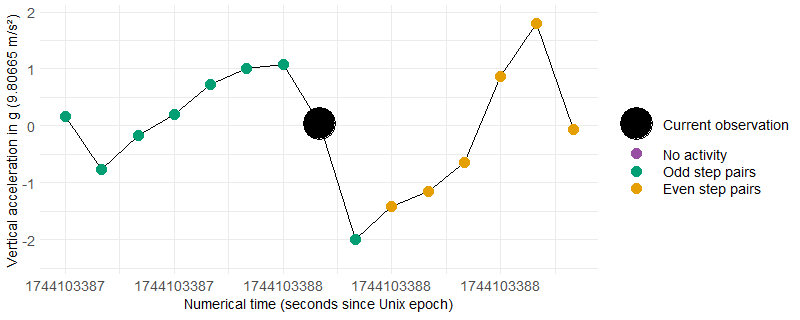 Vertical acceleration in g (9.80665 m/s²)
2
1
0
-1
-2
1744103387 1744103387 1744103388 1744103388 1744103388
Numerical time (seconds since Unix epoch)
Current observation
No activity
Odd step pairs
Even step pairs